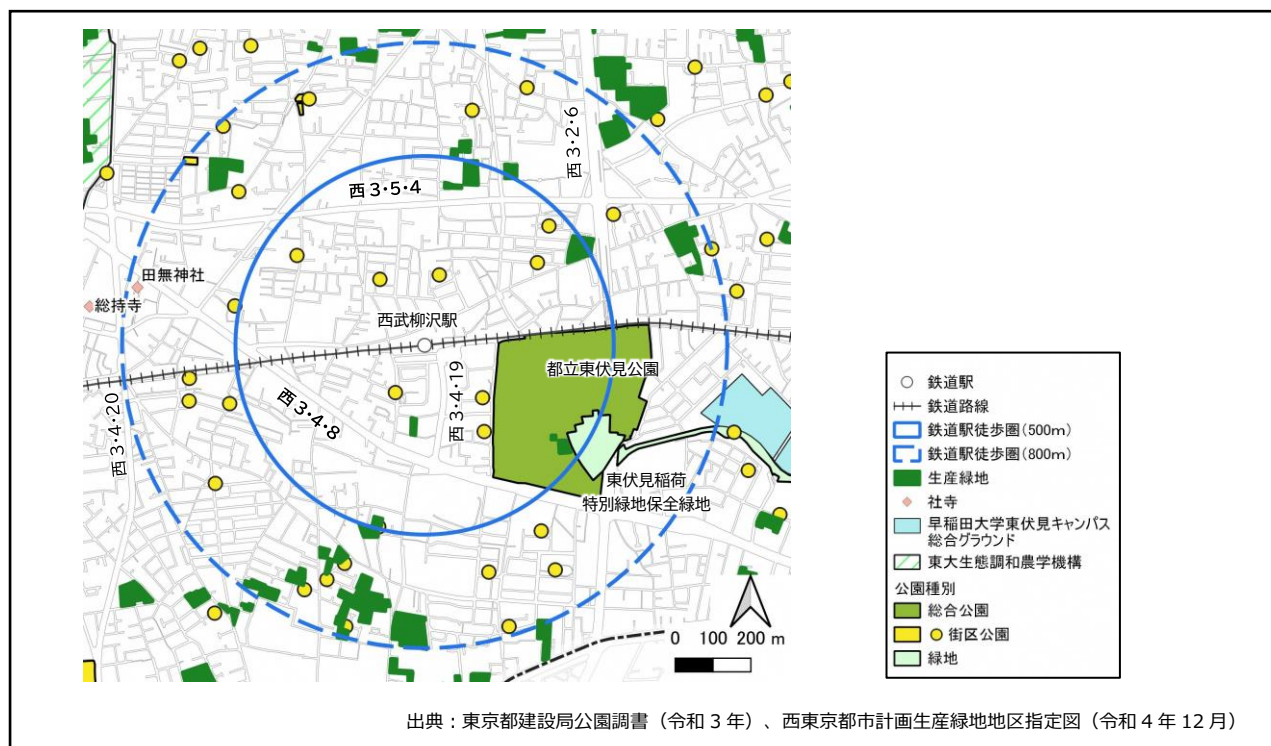 西3・2・6
西3・5・4
田無神社
総持寺
西武柳沢駅
都立東伏見公園
西3・4・19
西3・4・8
西3・4・20
東伏見稲荷
特別緑地保全緑地
0 100 200 m
鉄道駅
鉄道路線
鉄道駅徒歩圏(500m)
鉄道駅徒歩圏(800m)
生産緑地
社寺
早稲田大学東伏見キャンパス
総合グラウンド
東大生態調和農学機構
公園種別
総合公園
街区公園
緑地
出典：東京都建設局公園調書（令和3年）、西東京都市計画生産緑地地区指定図（令和4年12月）